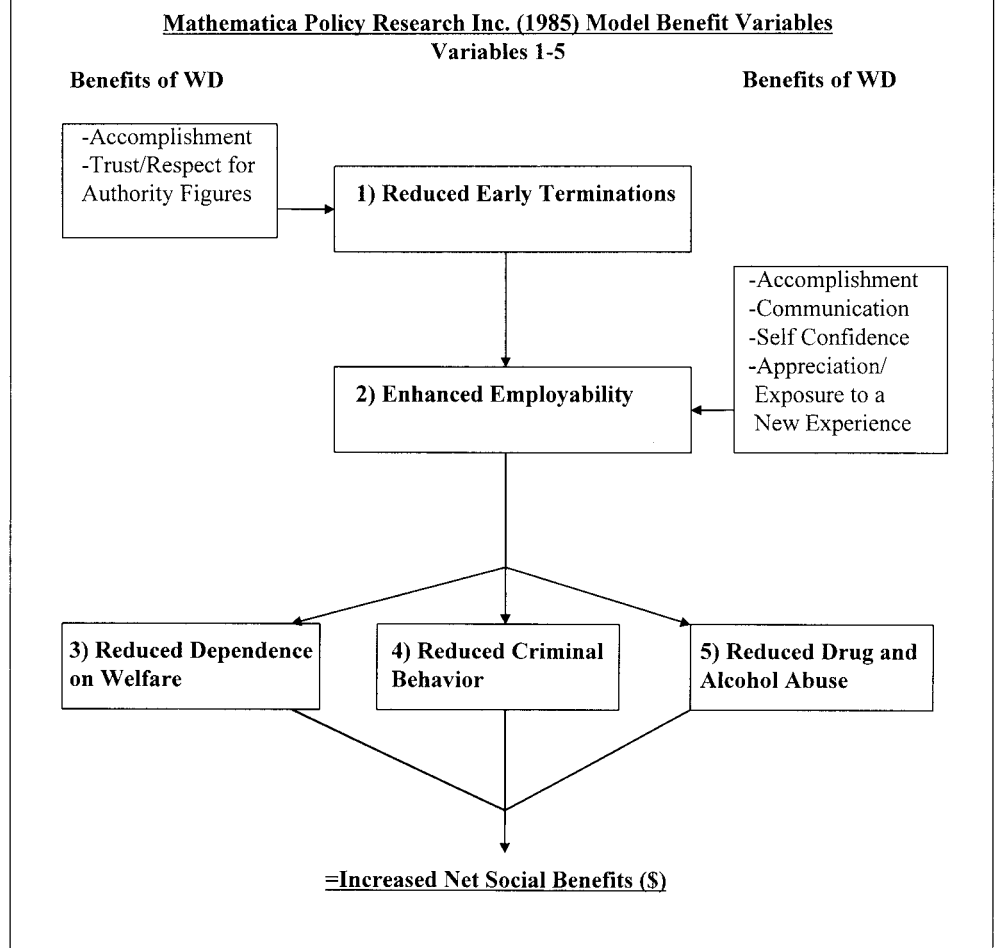 Mathematica Policy Research Inc. (1985) Model Benefit Variables
Variables 1-5
Benefits of WD
Benefits of WD
-Accomplishment
-Trust/Respect for
Authority Figures
1) Reduced Early Terminations
-Accomplishment
-Communication
-Self Confidence
-Appreciation/
Exposure to a
New Experience
2) Enhanced Employability
3) Reduced Dependence
on Welfare
4) Reduced Criminal
Behavior
5) Reduced Drug and
Alcohol Abuse
=Increased Net Social Benefits ($)